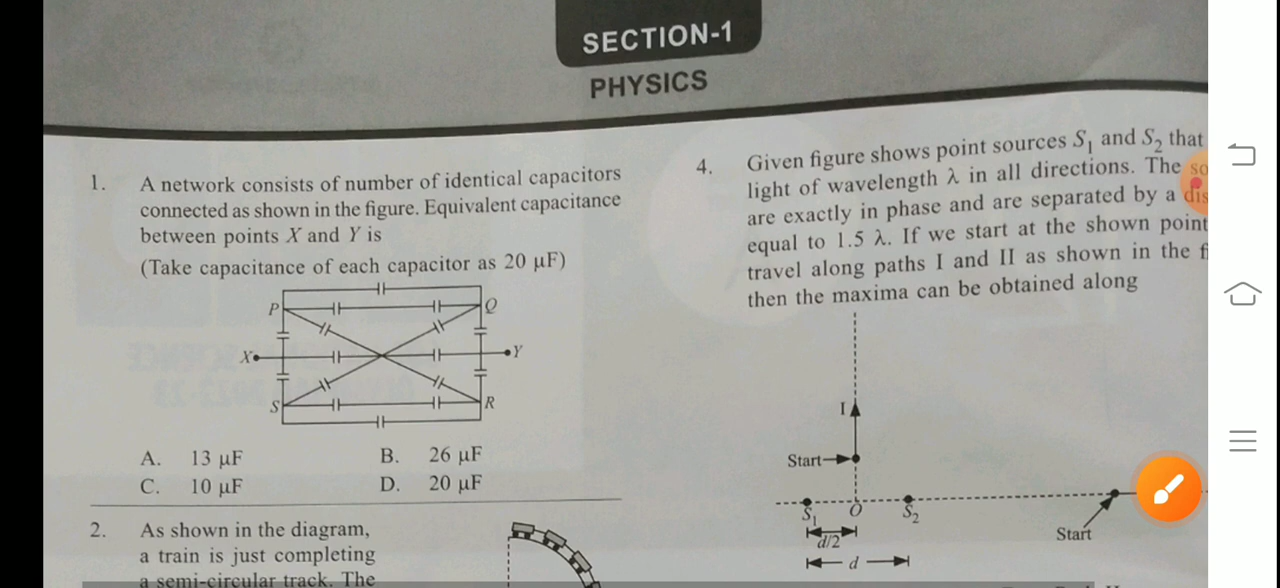 SECTION-1
PHYSICS
1. A network consists of number of identical capacitors
connected as shown in the figure. Equivalent capacitance
between points X and Y is
(Take capacitance of each capacitor as 20 μF)
P
Q
X
Y
S
R
A. 13 μF B. 26 μF
C. 10 μF D. 20 μF
2. As shown in the diagram,
a train is just completing
a semi-circular track. The
4. Given figure shows point sources S₁ and S₂ that
light of wavelength λ in all directions. The
are exactly in phase and are separated by a
equal to 1.5 λ. If we start at the shown point
travel along paths I and II as shown in the
then the maxima can be obtained along
I
Start
S₁ O S₂
Start
d/2
d